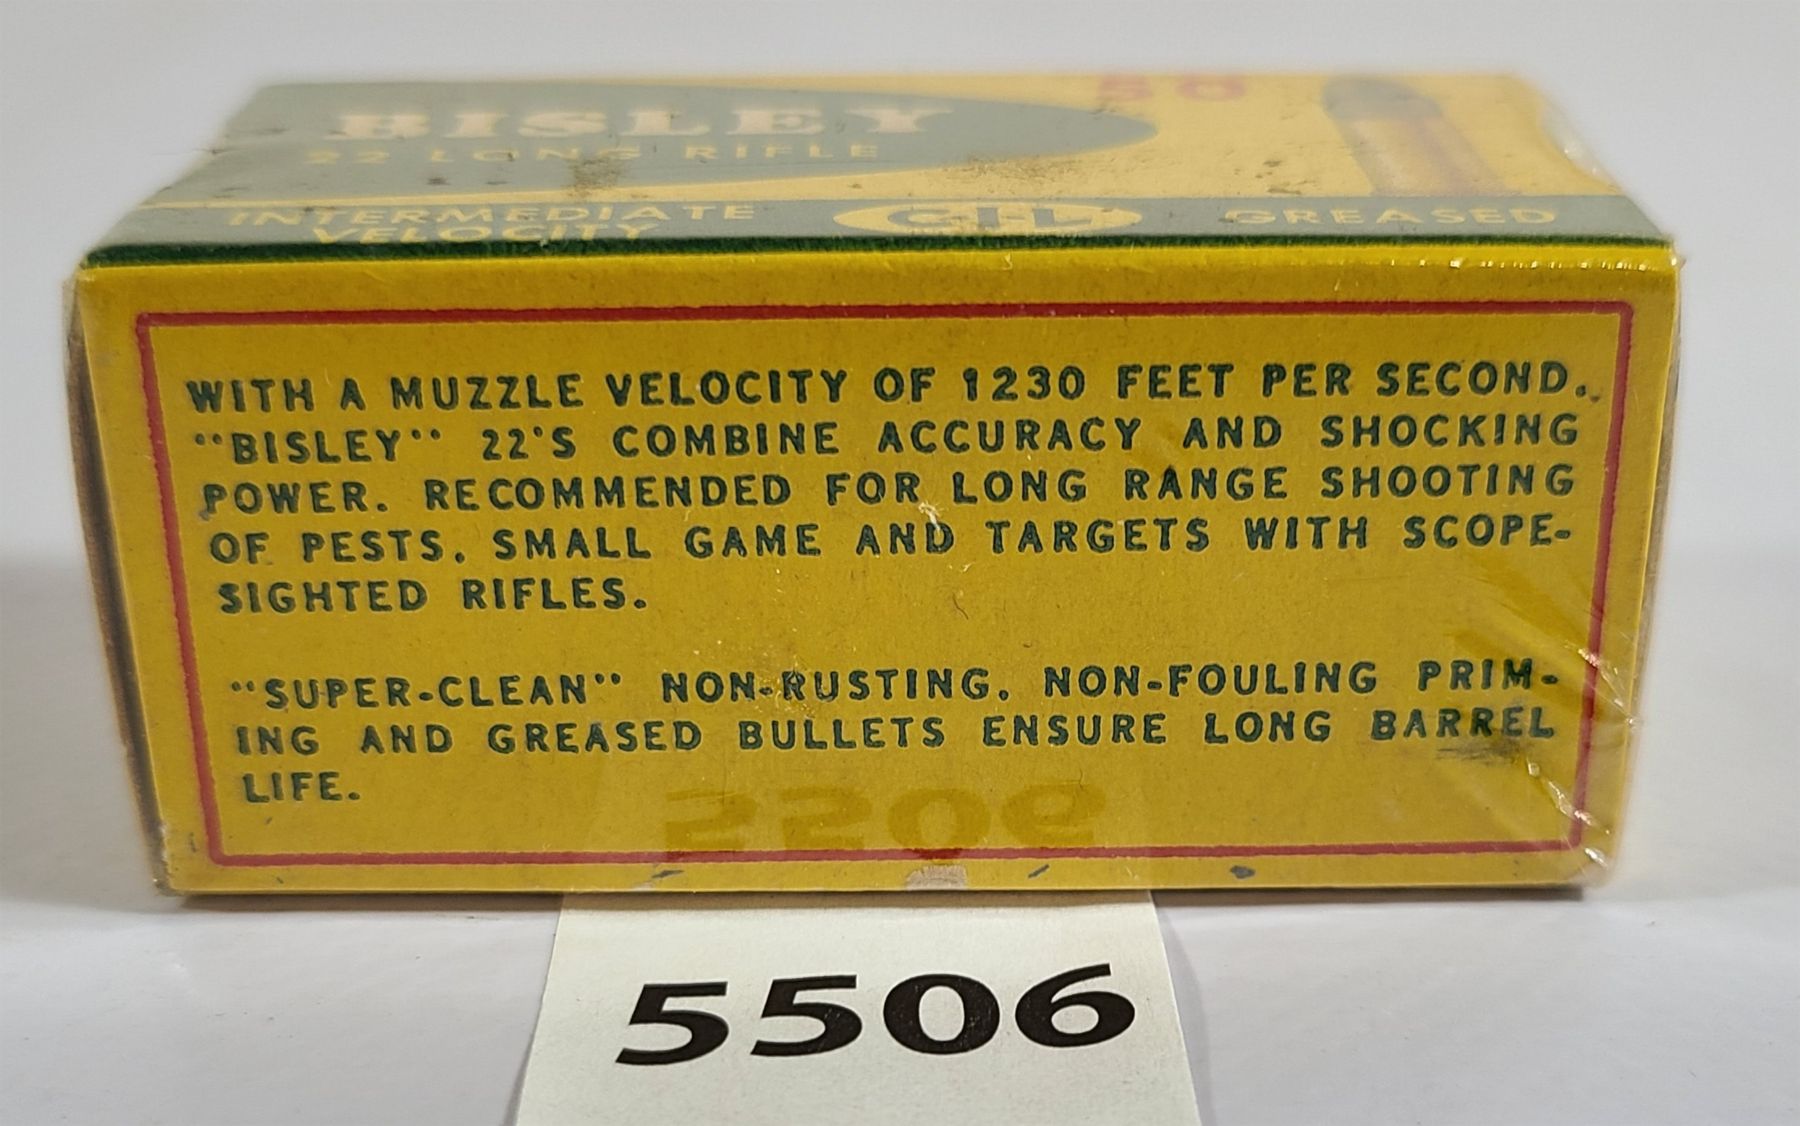 BISLEY 50
22 LONG RIFLE
INTERMEDIATE
VELOCITY
C-I-L
GREASED
WITH A MUZZLE VELOCITY OF 1230 FEET PER SECOND.
"BISLEY" 22'S COMBINE ACCURACY AND SHOCKING
POWER. RECOMMENDED FOR LONG RANGE SHOOTING
OF PESTS, SMALL GAME AND TARGETS WITH SCOPE-
SIGHTED RIFLES.
"SUPER-CLEAN" NON-RUSTING, NON-FOULING PRIM-
ING AND GREASED BULLETS ENSURE LONG BARREL
LIFE.
5506